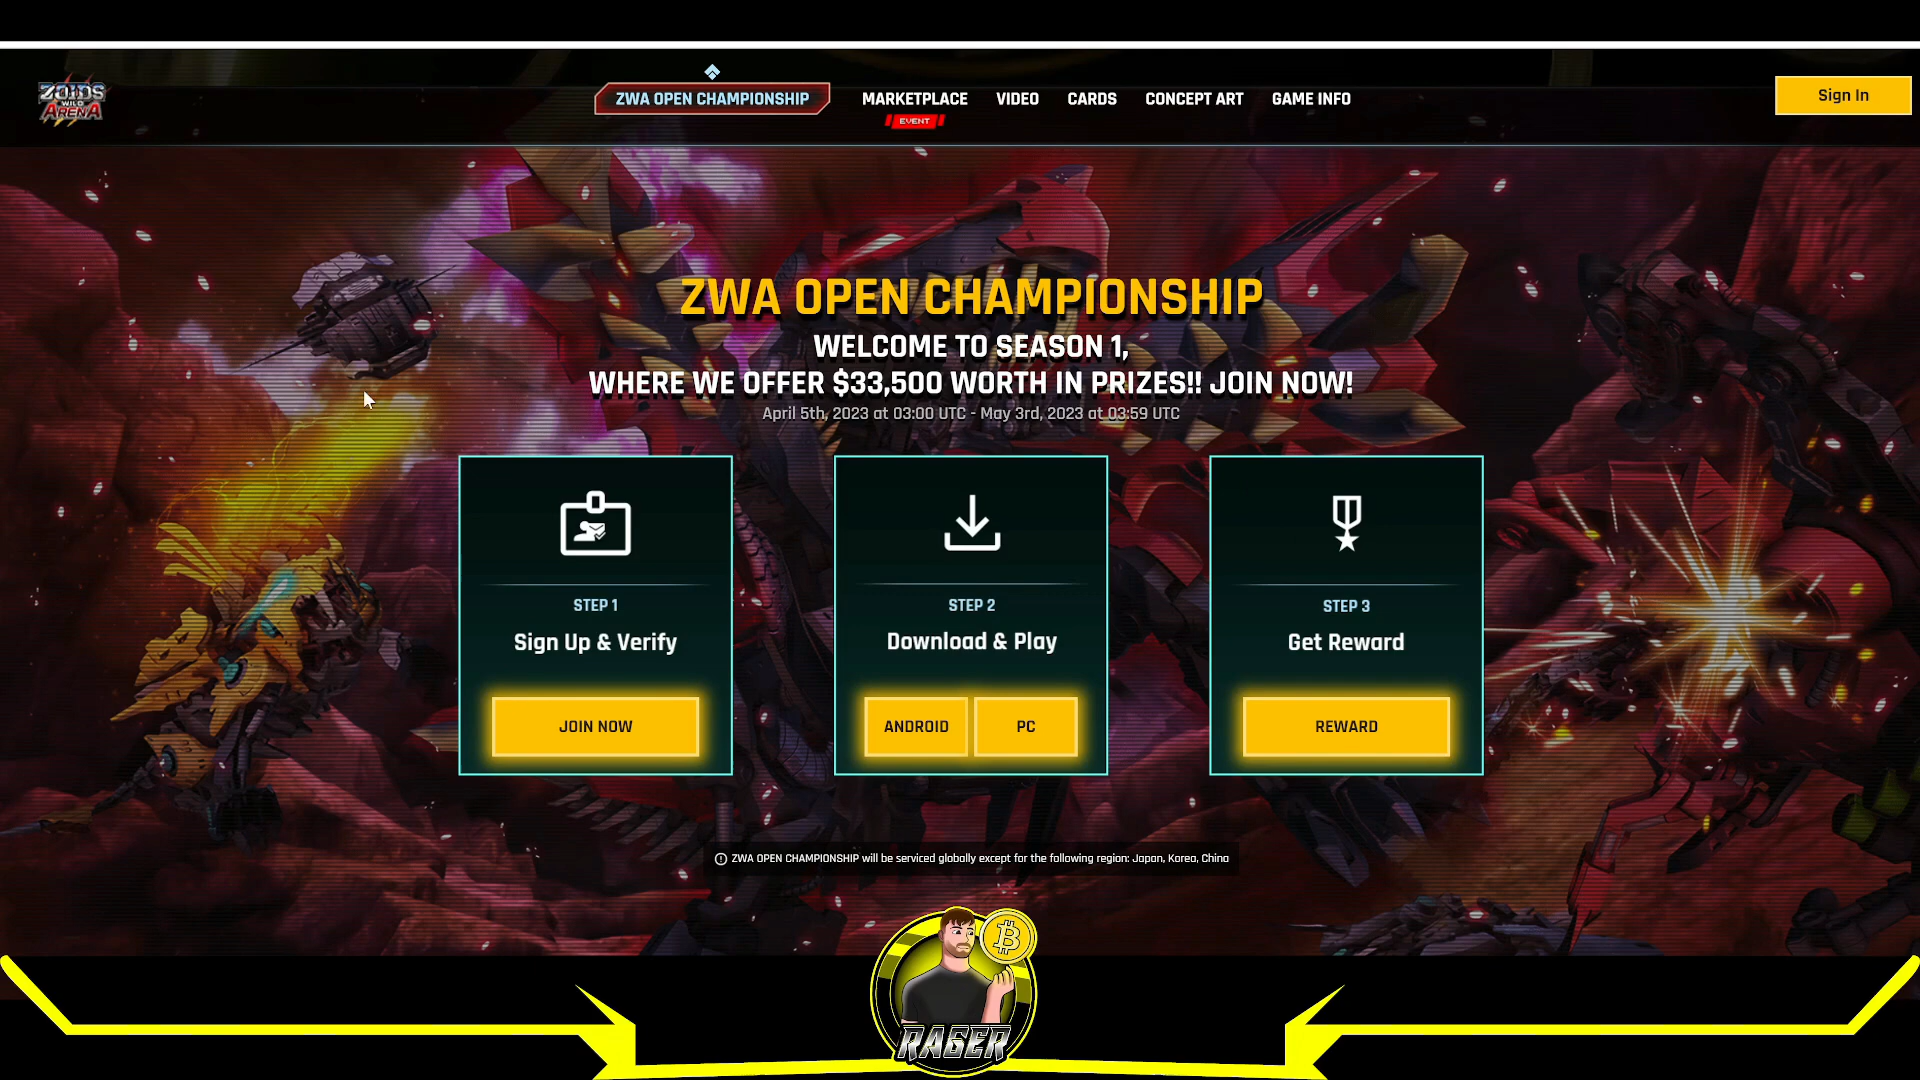 ZOIDS
WILD
ARENA
ZWA OPEN CHAMPIONSHIP
MARKETPLACE
EVENT
VIDEO
CARDS
CONCEPT ART
GAME INFO
Sign In
ZWA OPEN CHAMPIONSHIP
WELCOME TO SEASON 1,
WHERE WE OFFER $33,500 WORTH IN PRIZES!! JOIN NOW!
April 5th, 2023 at 03:00 UTC - May 3rd, 2023 at 03:59 UTC
STEP 1
Sign Up & Verify
JOIN NOW
STEP 2
Download & Play
ANDROID
PC
STEP 3
Get Reward
REWARD
ZWA OPEN CHAMPIONSHIP will be serviced globally except for the following region: Japan, Korea, China
RAGER